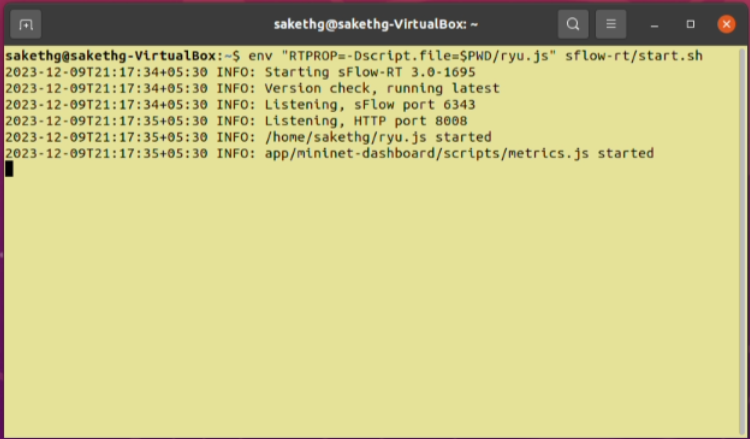 sakethg@sakethg-VirtualBox: ~
sakethg@sakethg-VirtualBox:~$ env "RTPROP=-Dscript.file=$PWD/ryu.js" sflow-rt/start.sh
2023-12-09T21:17:34+05:30 INFO: Starting sFlow-RT 3.0-1695
2023-12-09T21:17:34+05:30 INFO: Version check, running latest
2023-12-09T21:17:34+05:30 INFO: Listening, sFlow port 6343
2023-12-09T21:17:35+05:30 INFO: Listening, HTTP port 8008
2023-12-09T21:17:35+05:30 INFO: /home/sakethg/ryu.js started
2023-12-09T21:17:35+05:30 INFO: app/mininet-dashboard/scripts/metrics.js started